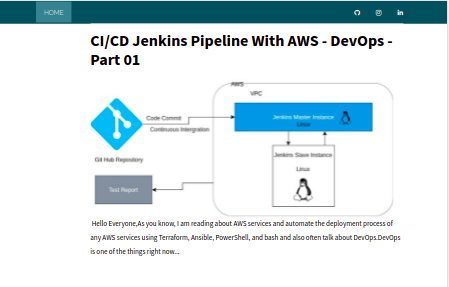 HOME
CI/CD Jenkins Pipeline With AWS - DevOps -
Part 01
AWS
VPC
Code Commit
Jenkins Master Instance
Linux
Continuous Intergration
Jenkins Slave Instance
Git Hub Repository
Linux
Test Report
Hello Everyone,As you know, I am reading about AWS services and automate the deployment process of
any AWS services using Terraform, Ansible, PowerShell, and bash and also often talk about DevOps.DevOps
is one of the things right now...